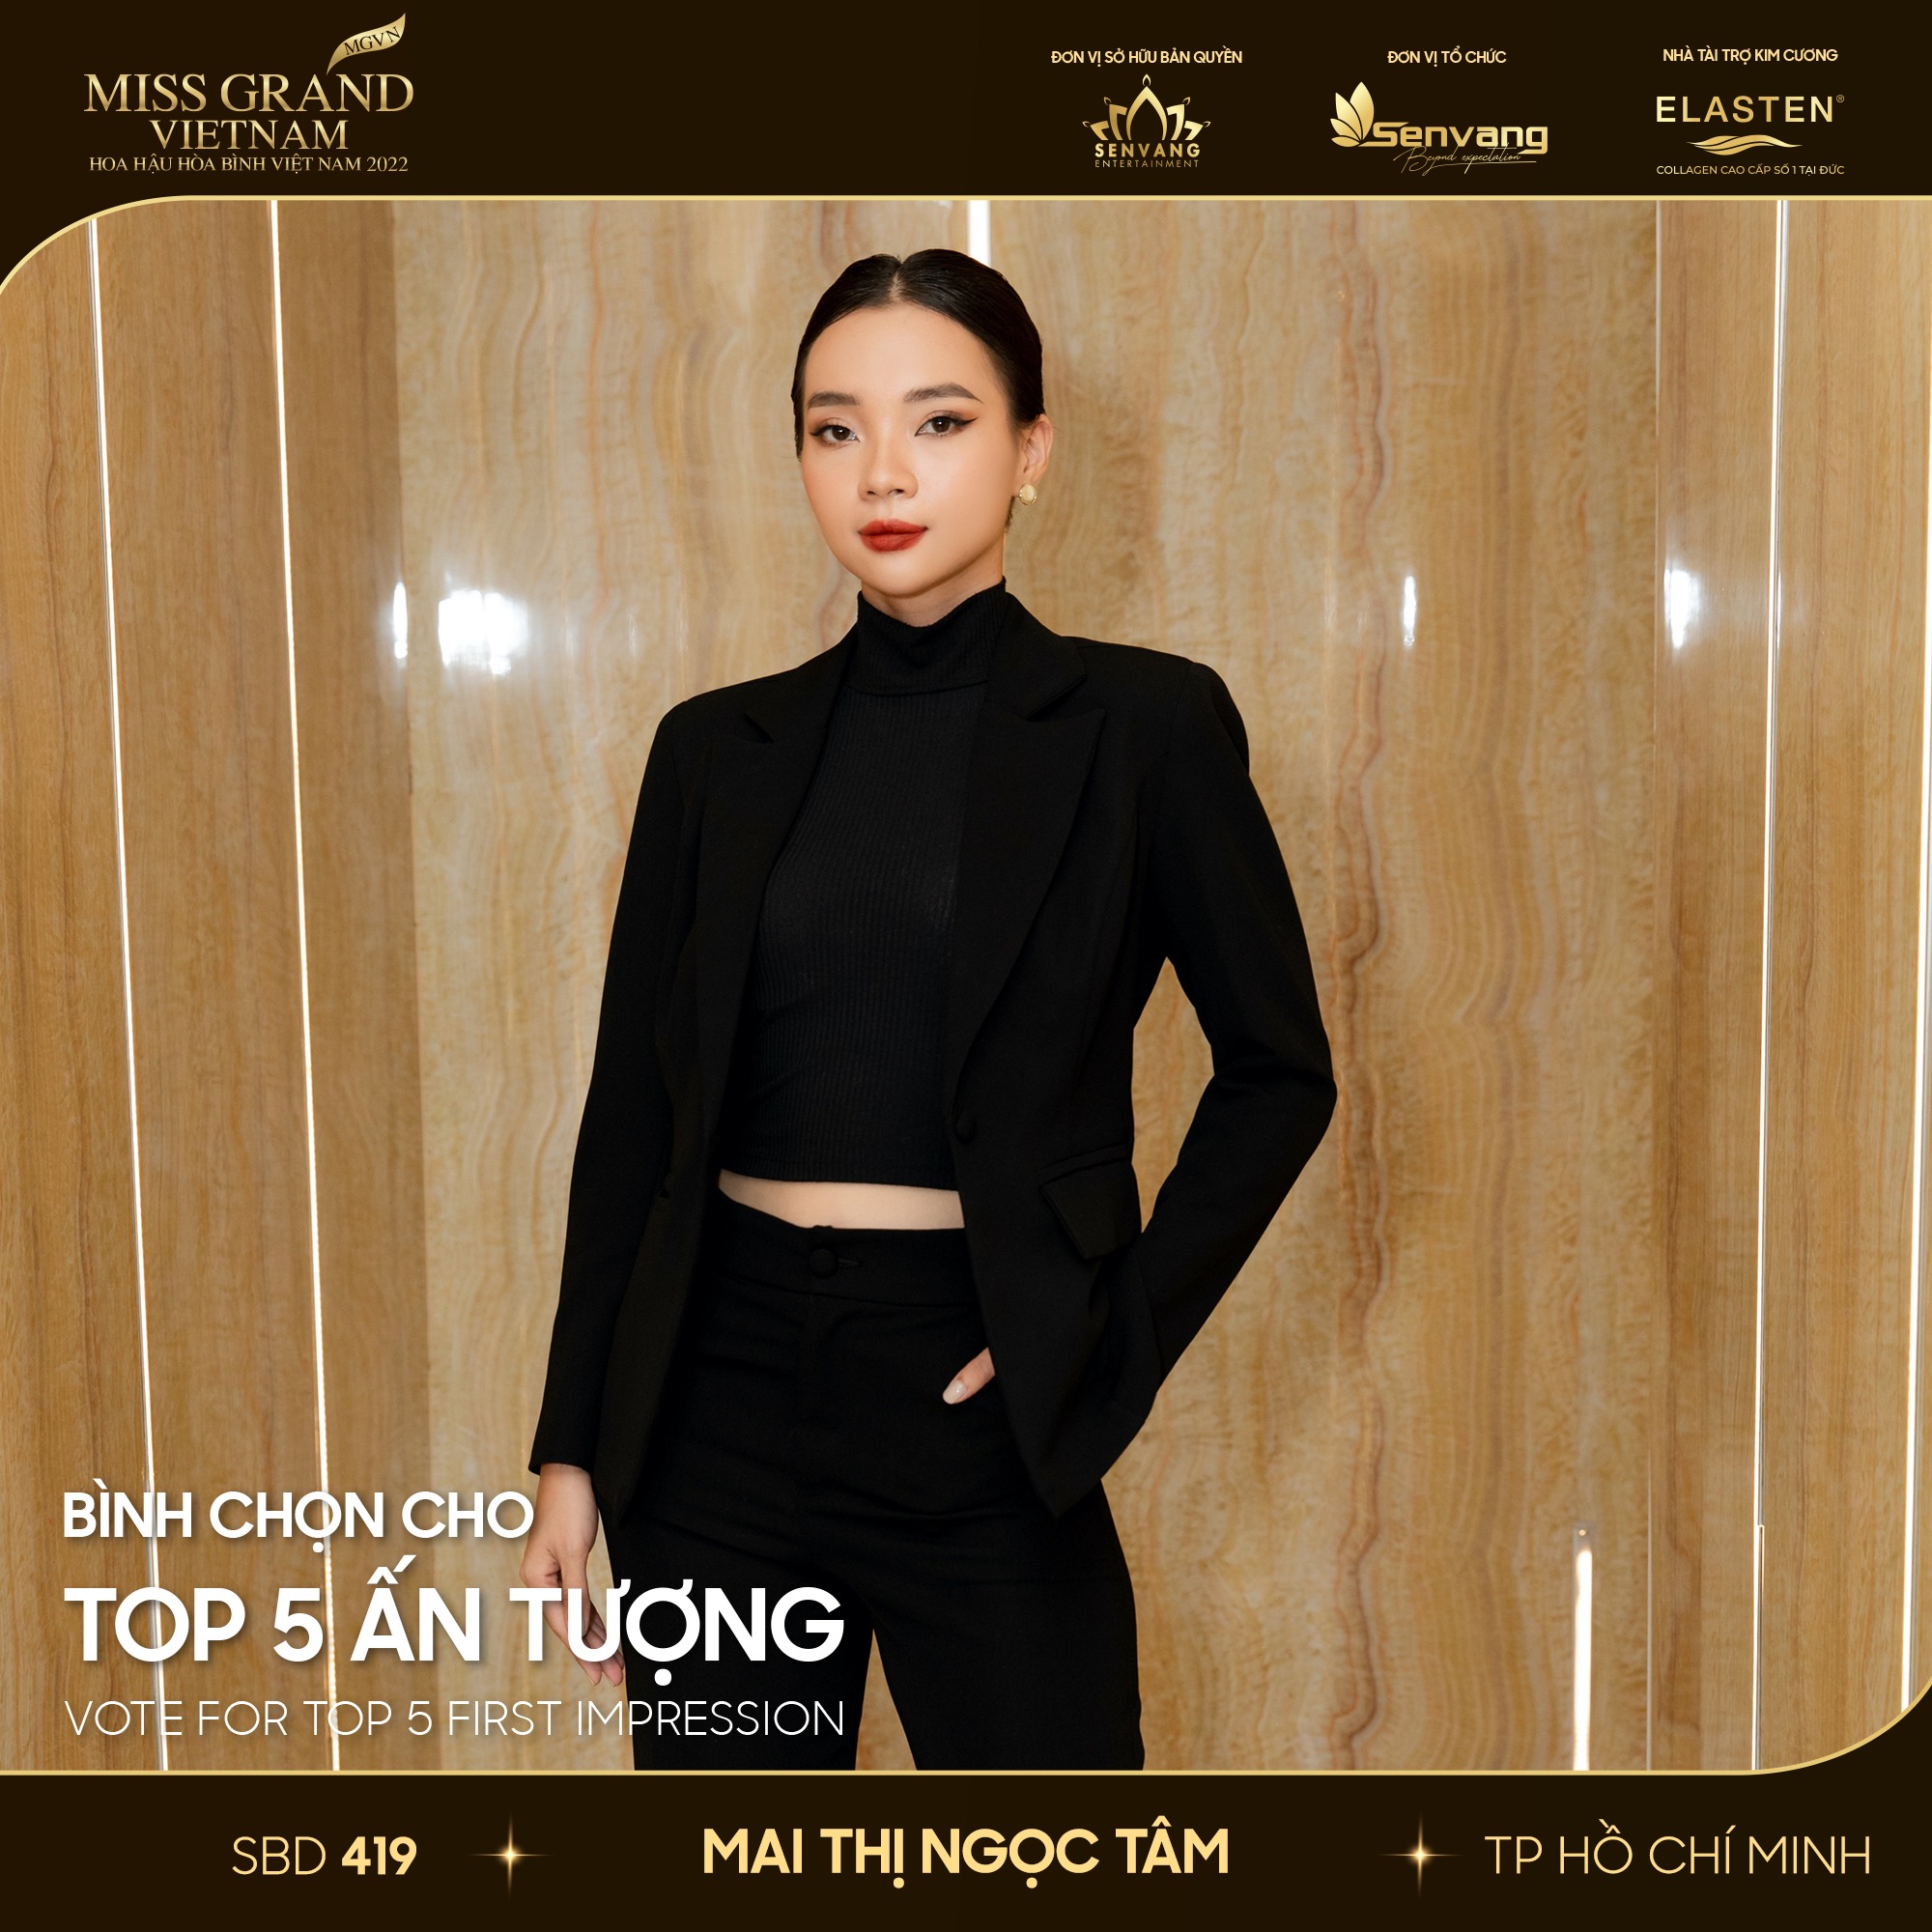 MGVN
MISS GRAND
VIETNAM
HOA HẬU HÒA BÌNH VIỆT NAM 2022
ĐƠN VỊ SỞ HỮU BẢN QUYỀN
SENVANG
ENTERTAINMENT
ĐƠN VỊ TỔ CHỨC
Senvang
Beyond expectation
NHÀ TÀI TRỢ KIM CƯƠNG
ELASTEN®
COLLAGEN CAO CẤP SỐ 1 TẠI ĐỨC
BÌNH CHỌN CHO
TOP 5 ẤN TƯỢNG
VOTE FOR TOP 5 FIRST IMPRESSION
SBD 419
MAI THỊ NGỌC TÂM
TP HỒ CHÍ MINH